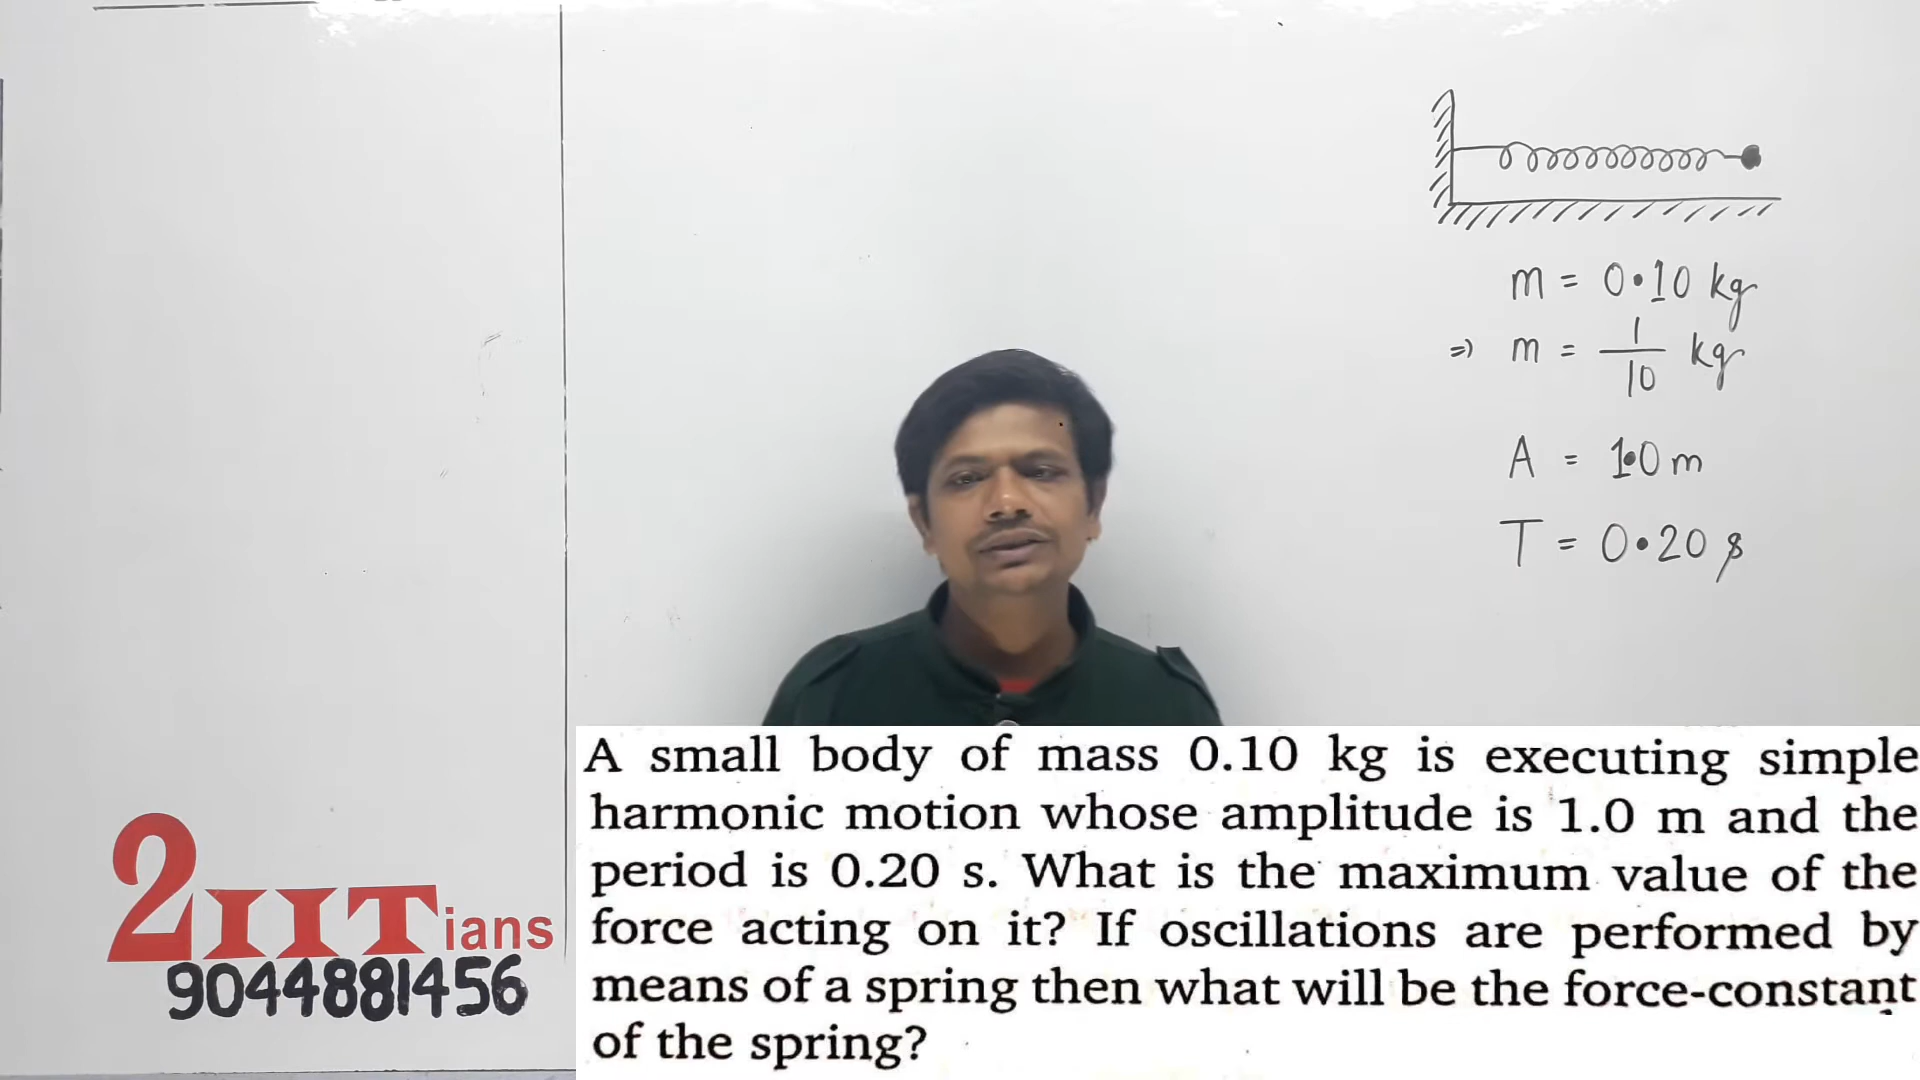 m = 0.10 kg
⇒ m = 1/10 kg
A = 1.0 m
T = 0.20 s
A small body of mass 0.10 kg is executing simple
harmonic motion whose amplitude is 1.0 m and the
period is 0.20 s. What is the maximum value of the
force acting on it? If oscillations are performed by
means of a spring then what will be the force-constant
of the spring?
2IITians
9044881456